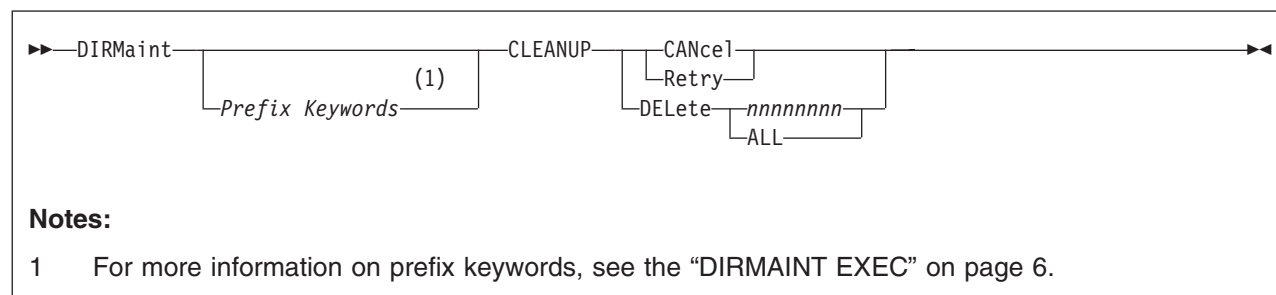 DIRMaint CLEANUP CANcel
(1) Retry
Prefix Keywords DELete nnnnnnnn
ALL
Notes:
1 For more information on prefix keywords, see the “DIRMAINT EXEC” on page 6.